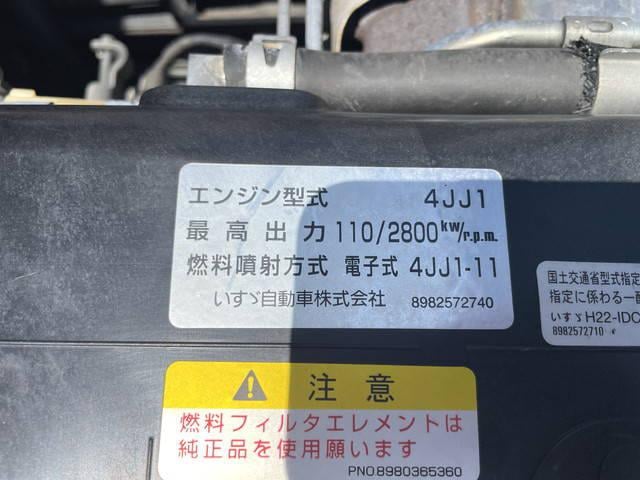 エンジン型式 4JJ1
最高出力 110/2800kW/r.p.m.
燃料噴射方式 電子式 4JJ1-11
いすゞ自動車株式会社 8982572740
国土交通省型式指定
指定に係わる一酸
いすゞH22-IDC
8982572710
注意
燃料フィルタエレメントは
純正品を使用願います
PNO.8980365360